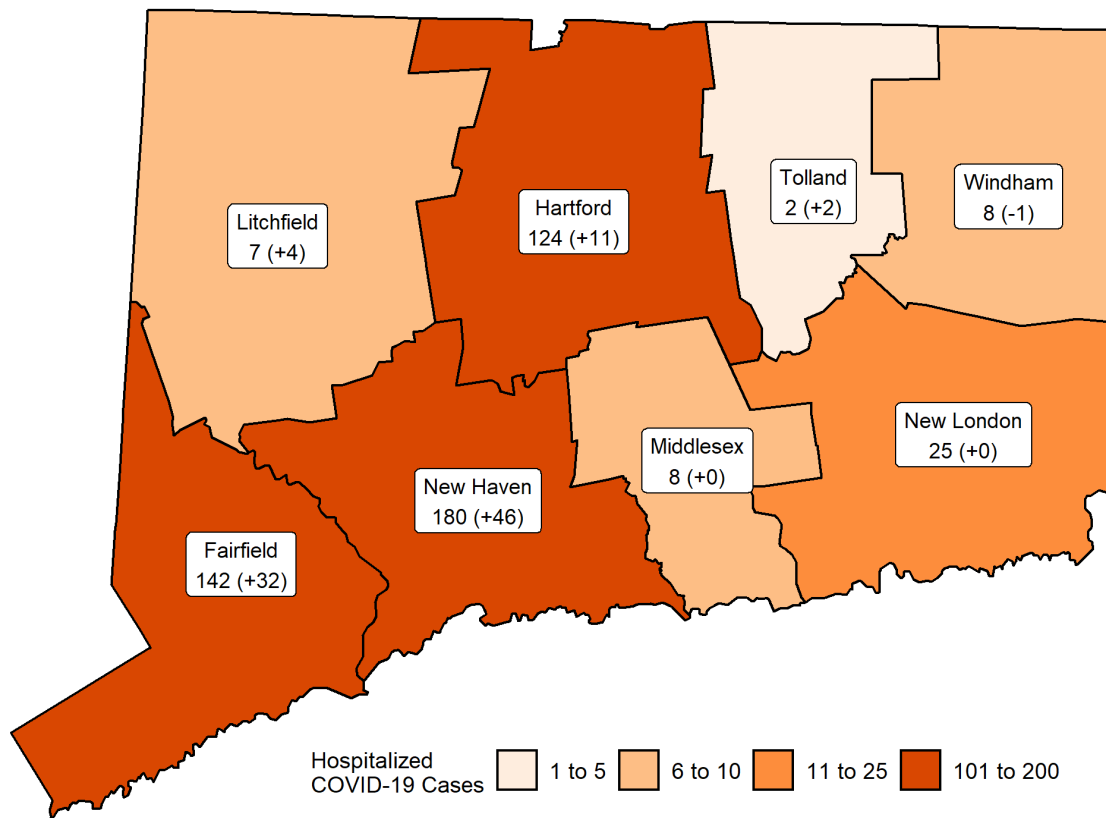 Tolland
2 (+2)
Windham
8 (-1)
Hartford
124 (+11)
Litchfield
7 (+4)
New London
25 (+0)
Middlesex
8 (+0)
New Haven
180 (+46)
Fairfield
142 (+32)
Hospitalized
COVID-19 Cases
1 to 5
6 to 10
11 to 25
101 to 200